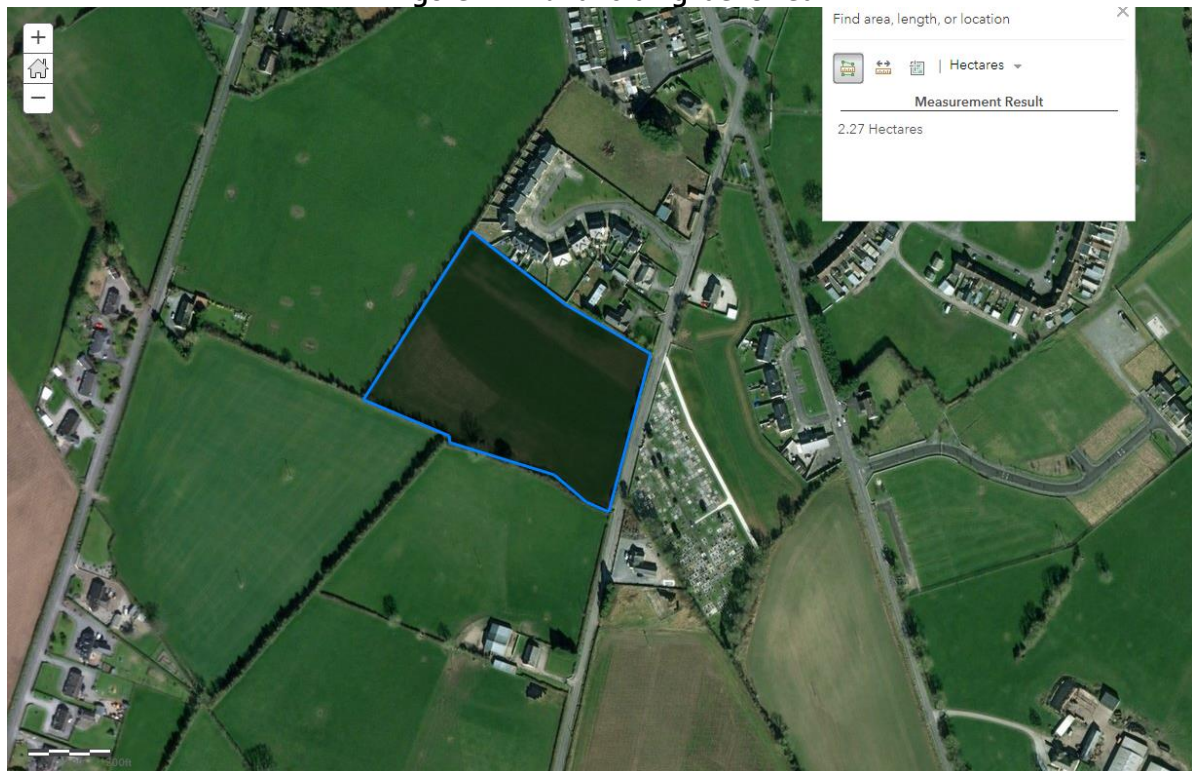 Find area, length, or location
Hectares
Measurement Result
2.27 Hectares